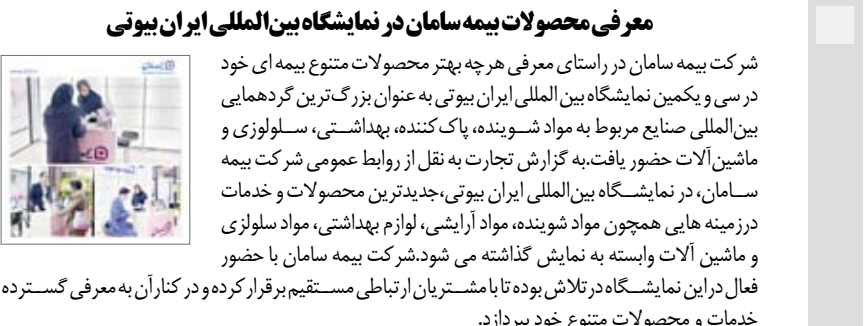 معرفی محصولات بیمه سامان در نمایشگاه بین‌المللی ایران بیوتی
شرکت بیمه سامان در راستای معرفی هرچه بهتر محصولات متنوع بیمه ای خود
در سی و یکمین نمایشگاه بین المللی ایران بیوتی به عنوان بزرگ‌ترین گردهمایی
بین‌المللی صنایع مربوط به مواد شوینده، پاک کننده، بهداشتی، سلولوزی و
ماشین‌آلات حضور یافت.به گزارش تجارت به نقل از روابط عمومی شرکت بیمه
سامان، در نمایشگاه بین‌المللی ایران بیوتی،جدیدترین محصولات و خدمات
درزمینه هایی همچون مواد شوینده، مواد آرایشی، لوازم بهداشتی، مواد سلولزی
و ماشین آلات وابسته به نمایش گذاشته می شود.شرکت بیمه سامان با حضور
فعال دراین نمایشگاه درتلاش بوده تا بامشتریان ارتباطی مستقیم برقرار کرده و در کنارآن به معرفی گسترده
خدمات و محصولات متنوع خود بپردازد.